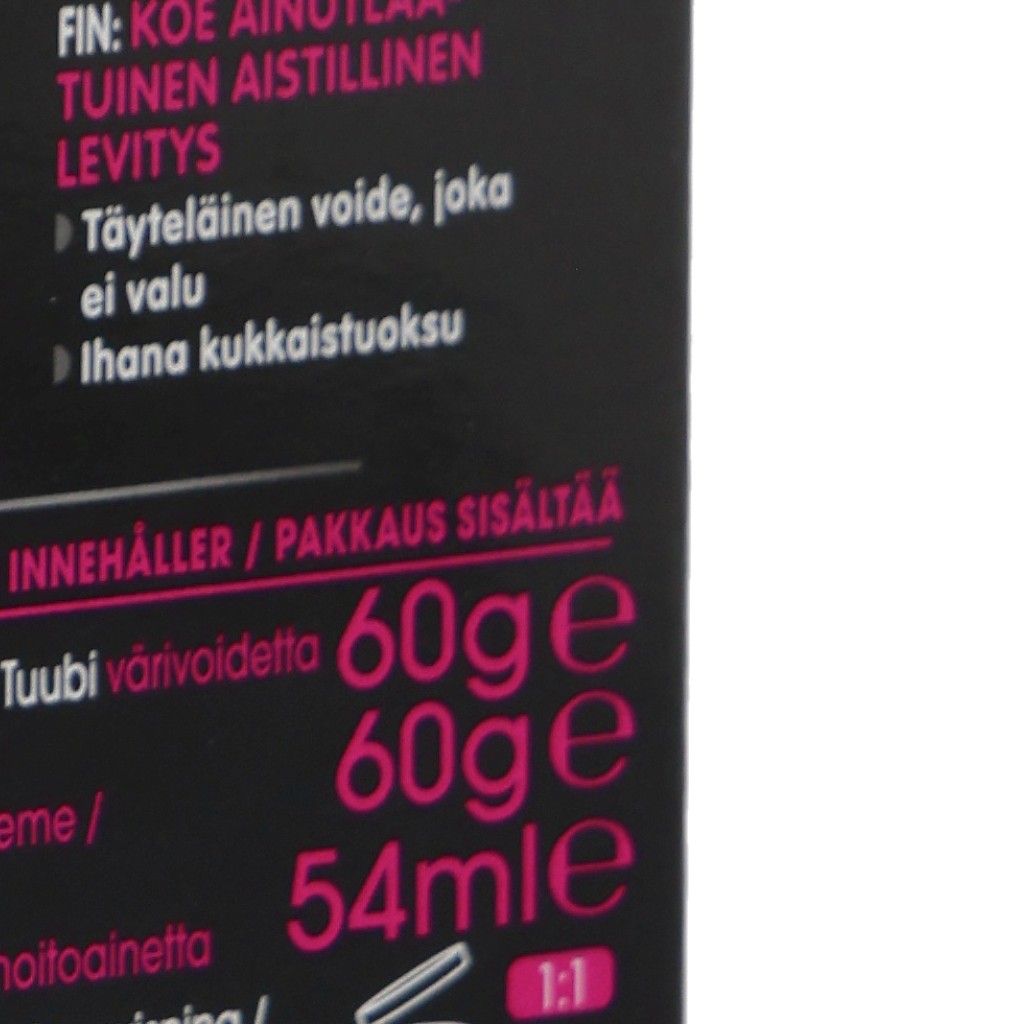 FIN: KOE AINUTLAA-
TUINEN AISTILLINEN
LEVITYS
Täyteläinen voide, joka
ei valu
Ihana kukkaistuoksu
INNEHÅLLER / PAKKAUS SISÄLTÄÄ
Tuubi värivoidetta 60g℮
60g℮
eme /
54ml℮
hoitoainetta
1:1